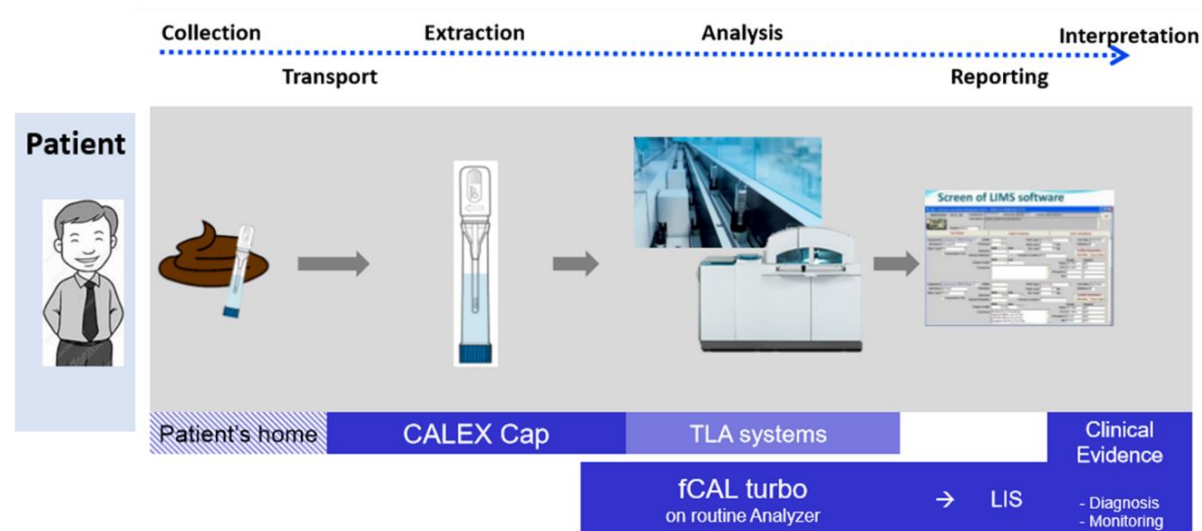 Collection
Extraction
Analysis
Interpretation
Transport
Reporting
Patient
Screen of LIMS software
Patient's home
CALEX Cap
TLA systems
Clinical
Evidence
- Diagnosis
- Monitoring
fCAL turbo
on routine Analyzer
→ LIS